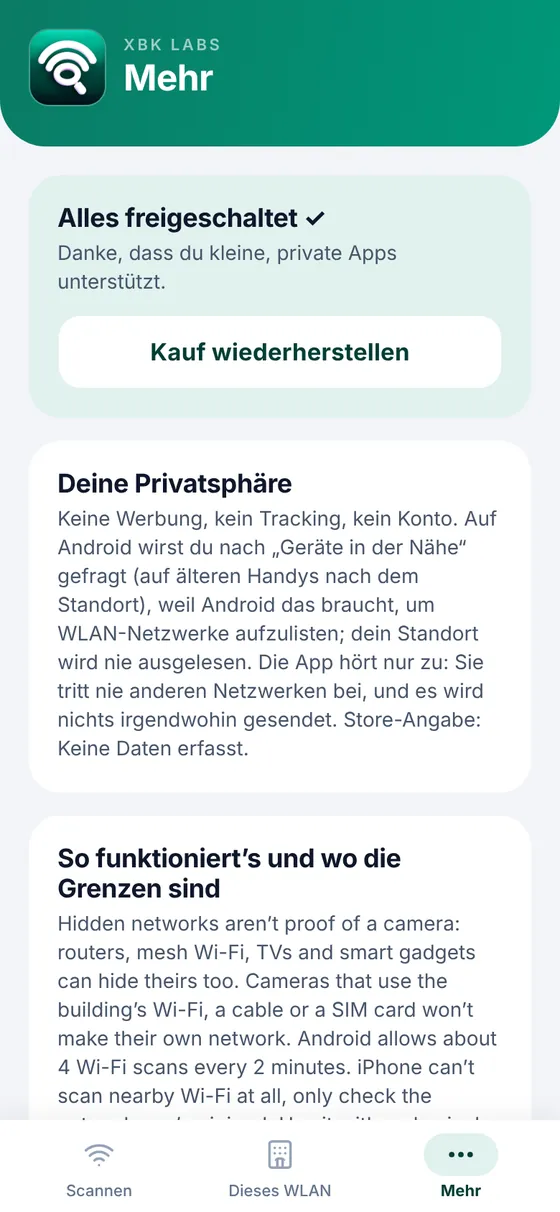 XBK LABS
Mehr
Alles freigeschaltet ✓
Danke, dass du kleine, private Apps
unterstützt.
Kauf wiederherstellen
Deine Privatsphäre
Keine Werbung, kein Tracking, kein Konto. Auf
Android wirst du nach „Geräte in der Nähe“
gefragt (auf älteren Handys nach dem
Standort), weil Android das braucht, um
WLAN-Netzwerke aufzulisten; dein Standort
wird nie ausgelesen. Die App hört nur zu: Sie
tritt nie anderen Netzwerken bei, und es wird
nichts irgendwohin gesendet. Store-Angabe:
Keine Daten erfasst.
So funktioniert’s und wo die
Grenzen sind
Hidden networks aren’t proof of a camera:
routers, mesh Wi-Fi, TVs and smart gadgets
can hide theirs too. Cameras that use the
building’s Wi-Fi, a cable or a SIM card won’t
make their own network. Android allows about
4 Wi-Fi scans every 2 minutes. iPhone can’t
scan nearby Wi-Fi at all, only check the
Scannen
Dieses WLAN
Mehr